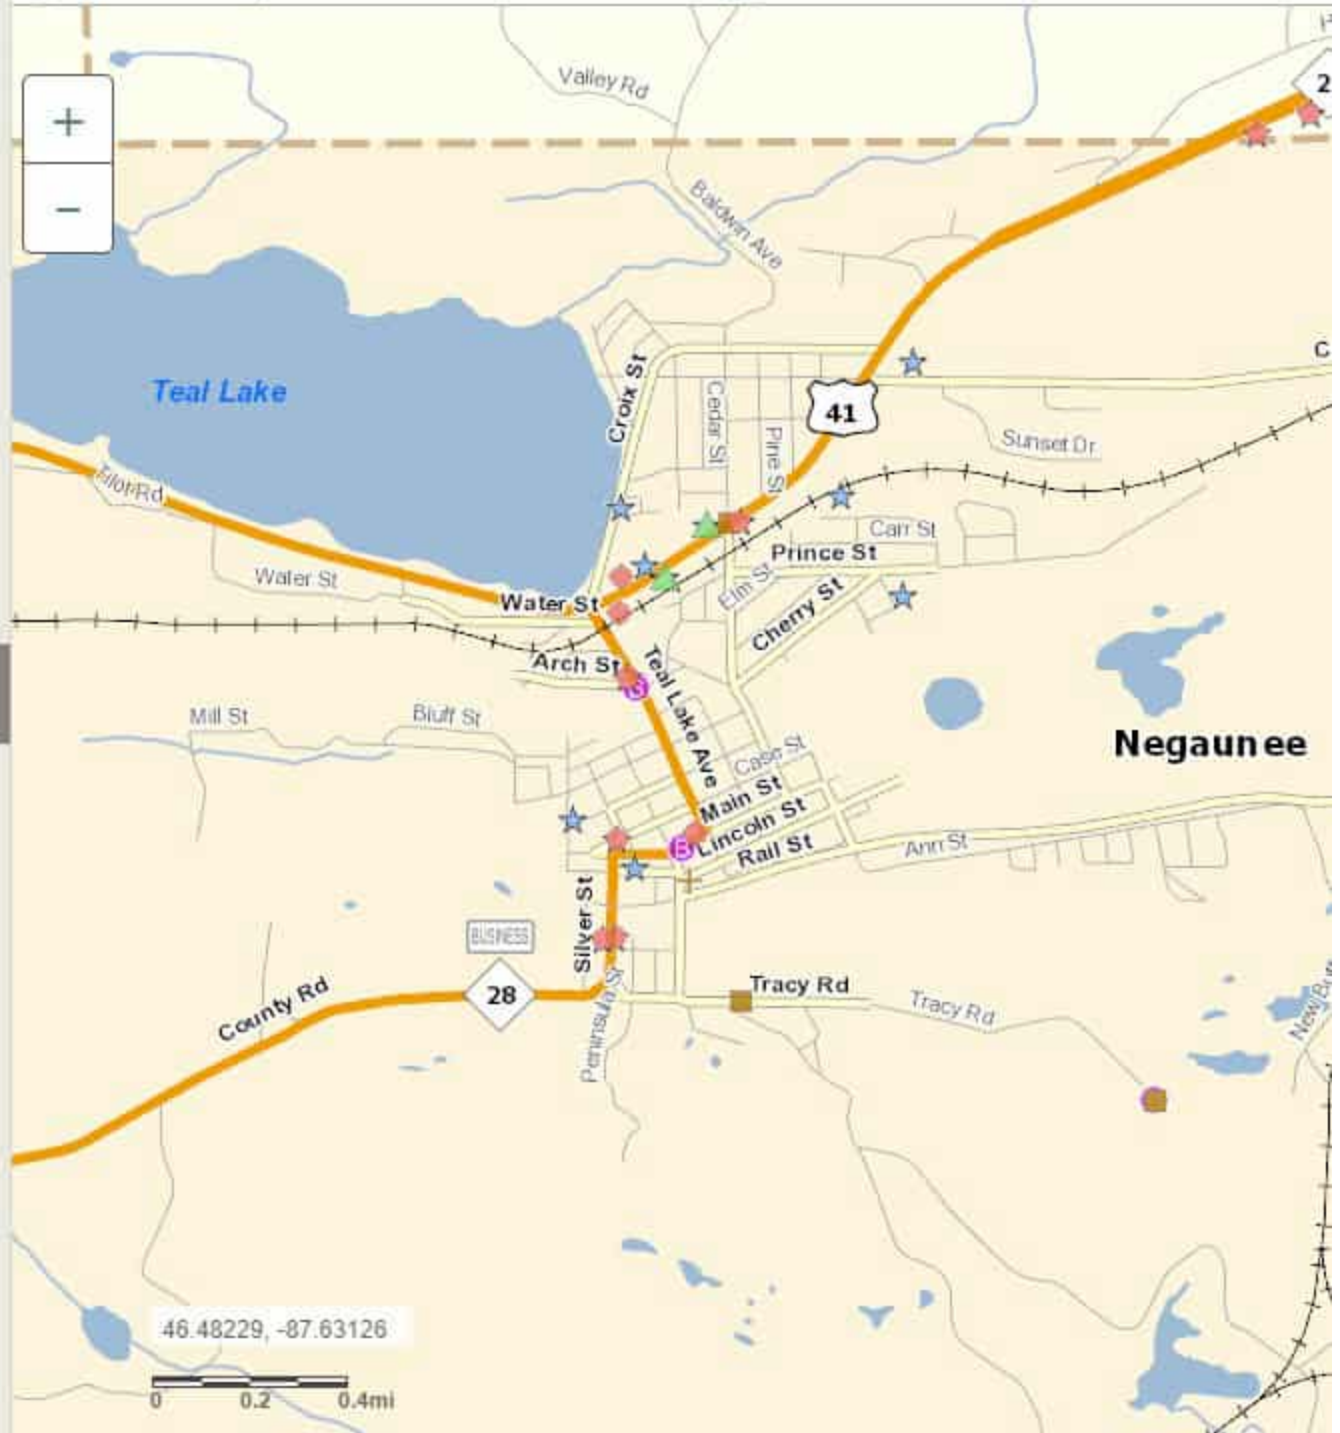 +
−
Valley Rd
Baldwin Ave
2
C
Teal Lake
Croix St
Cedar St
Pine St
41
Sunset Dr
Carr St
Prince St
Elm St
Cherry St
Water St
Water St
Arch St
Teal Lake Ave
Mill St
Bluff St
Case St
Main St
Lincoln St
Rail St
B
Ann St
Negaunee
BUSINESS
Silver St
28
County Rd
Peninsula St
Tracy Rd
Tracy Rd
46.48229, -87.63126
0
0.2
0.4mi